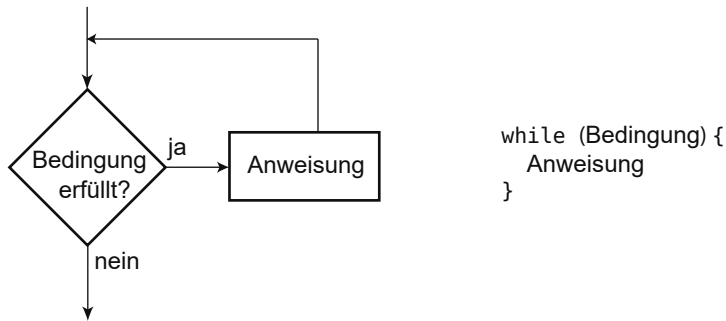 Bedingung
erfüllt?
ja
Anweisung
nein
while (Bedingung) {
Anweisung
}